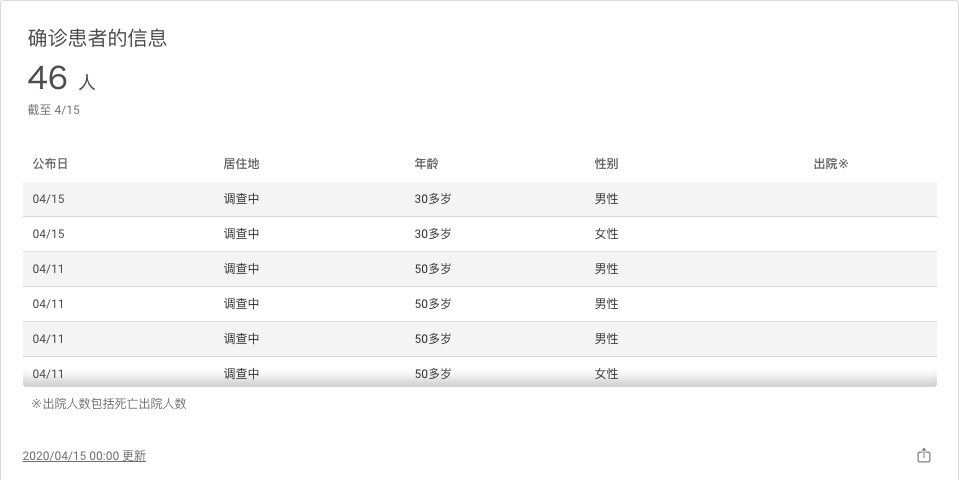 确诊患者的信息
46 人
截至 4/15
公布日 居住地 年龄 性别 出院※
04/15 调查中 30多岁 男性
04/15 调查中 30多岁 女性
04/11 调查中 50多岁 男性
04/11 调查中 50多岁 男性
04/11 调查中 50多岁 男性
04/11 调查中 50多岁 女性
※出院人数包括死亡出院人数
2020/04/15 00:00 更新